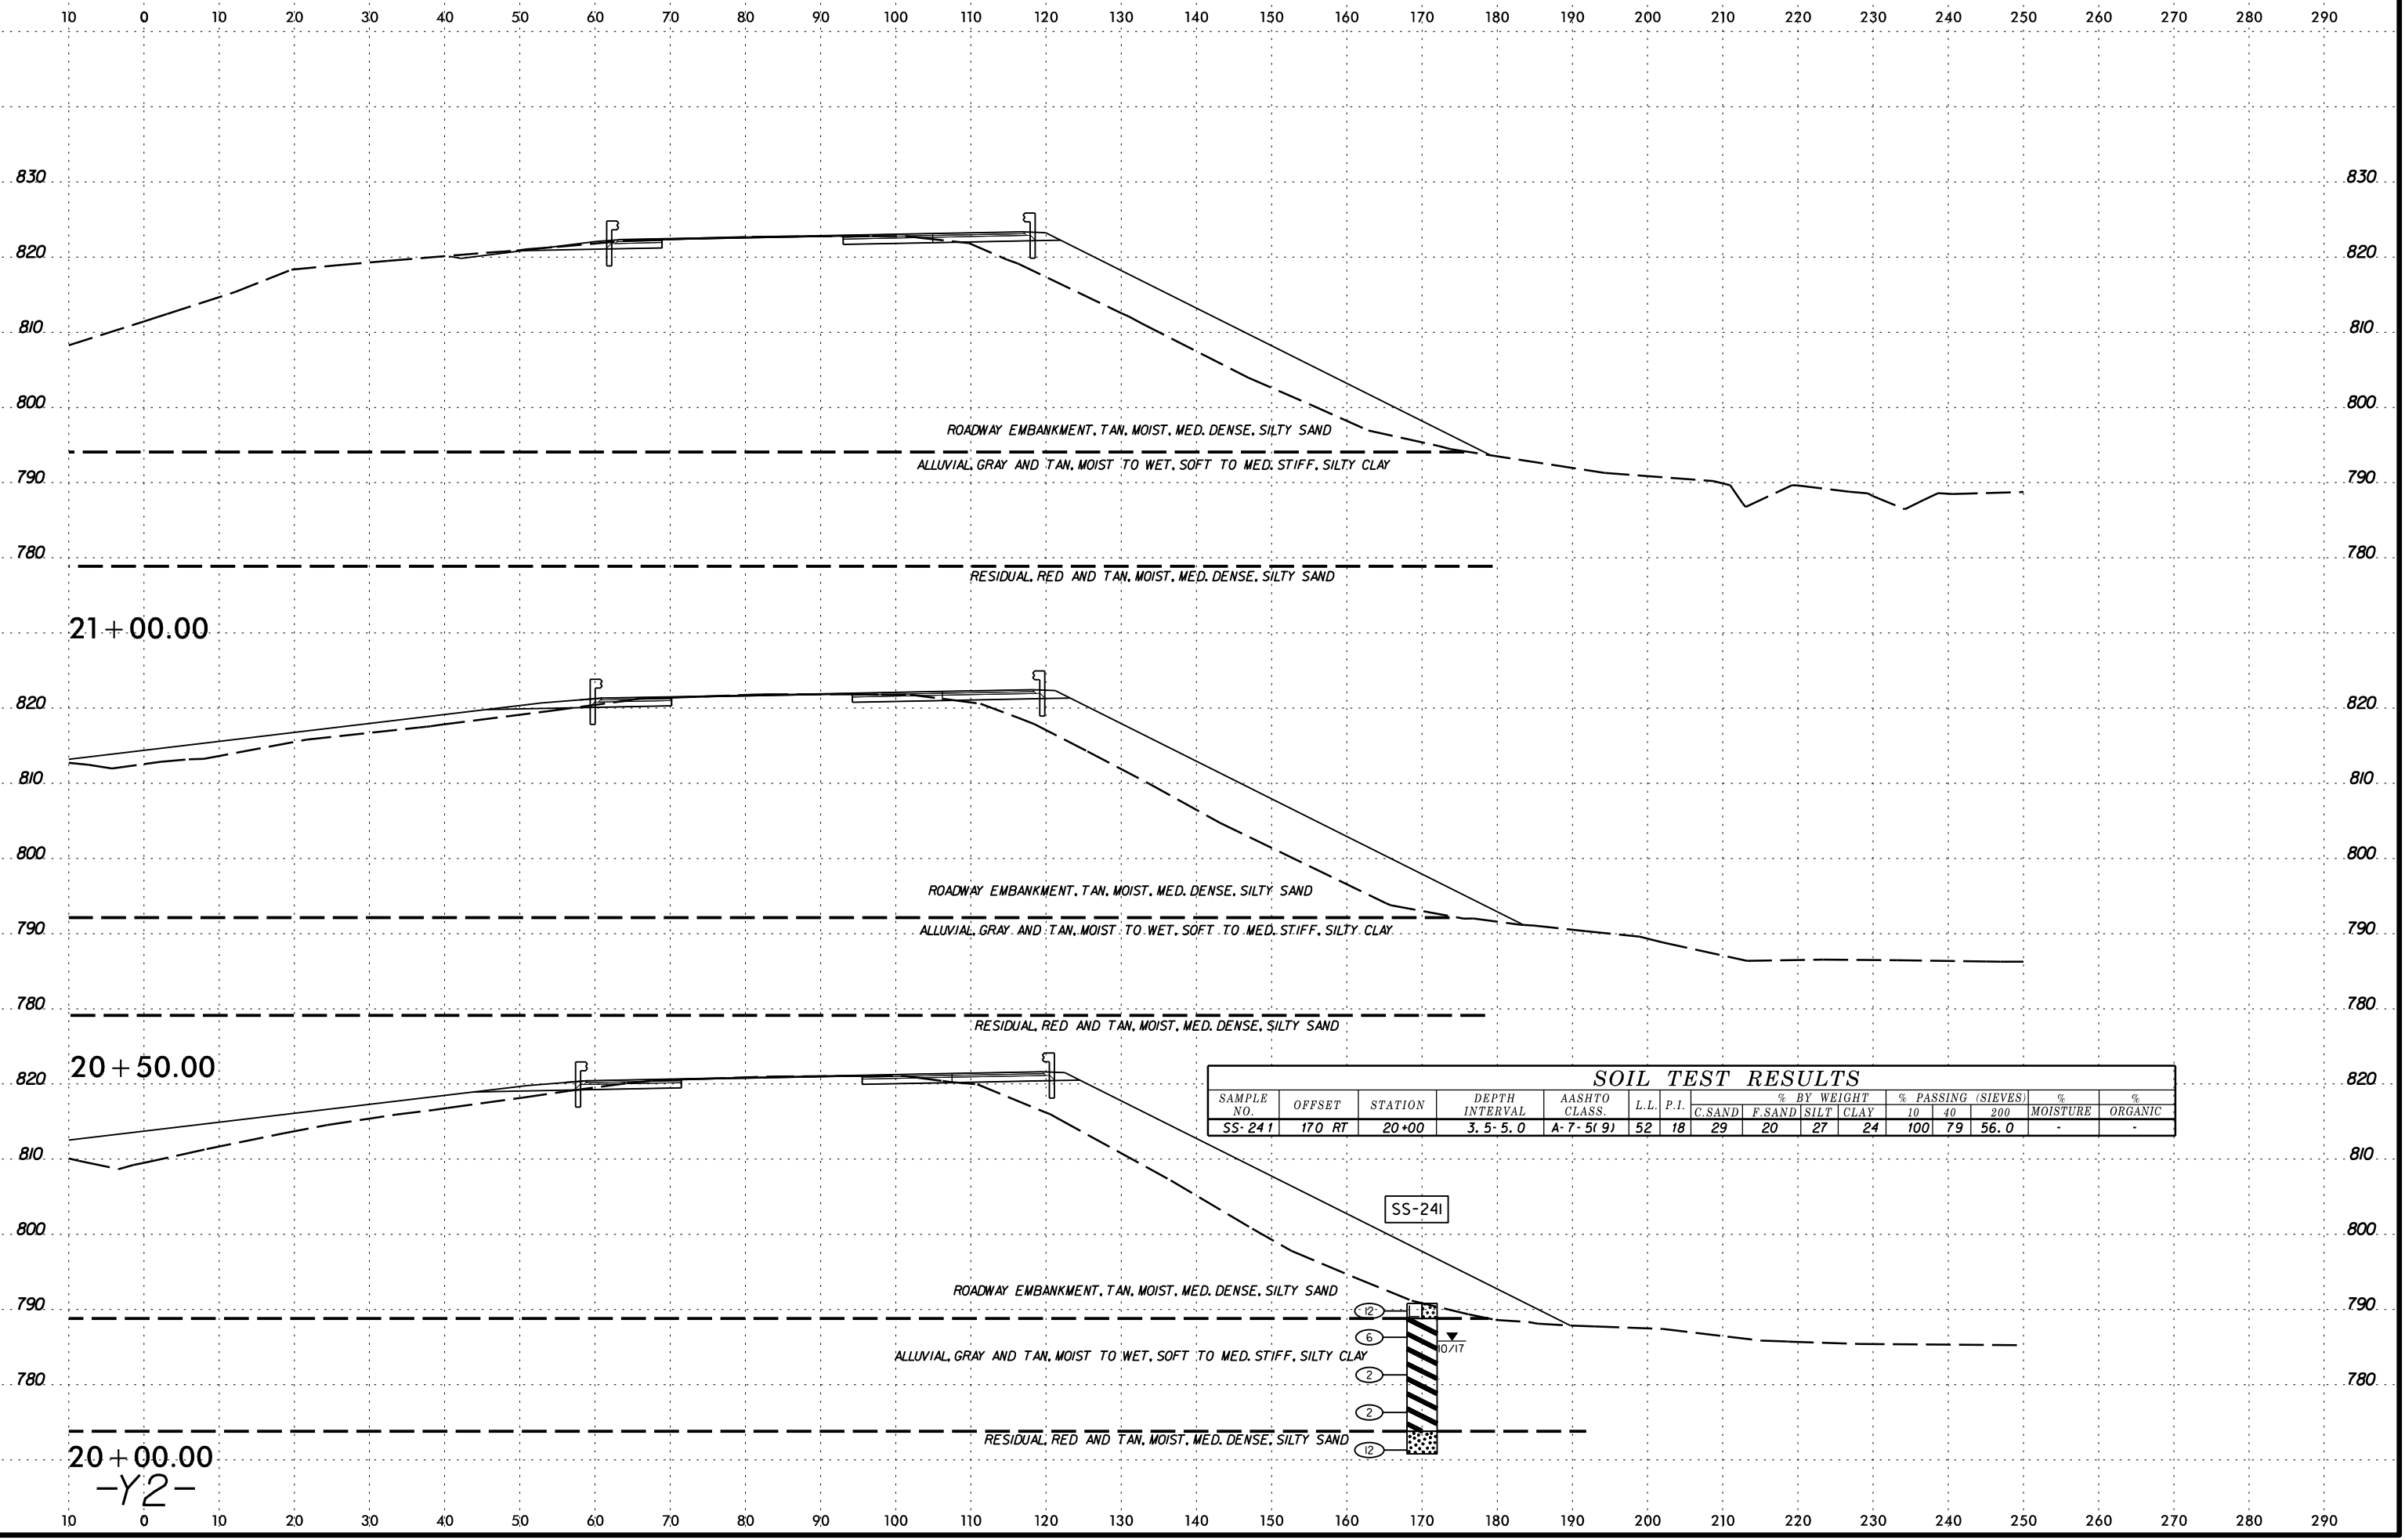 10 0 10 20 30 40 50 60 70 80 90 100 110 120 130 140 150 160 170 180 190 200 210 220 230 240 250 260 270 280 290
830 830
820 820
810 810
800 800
ROADWAY EMBANKMENT, TAN, MOIST, MED. DENSE, SILTY SAND
ALLUVIAL, GRAY AND TAN, MOIST TO WET, SOFT TO MED. STIFF, SILTY CLAY
790 790
780 780
RESIDUAL, RED AND TAN, MOIST, MED. DENSE, SILTY SAND
21+00.00
820 820
810 810
800 800
ROADWAY EMBANKMENT, TAN, MOIST, MED. DENSE, SILTY SAND
790 790
ALLUVIAL, GRAY AND TAN, MOIST TO WET, SOFT TO MED. STIFF, SILTY CLAY
780 780
RESIDUAL, RED AND TAN, MOIST, MED. DENSE, SILTY SAND
20+50.00
820 820
SOIL TEST RESULTS
SAMPLE NO. OFFSET STATION DEPTH INTERVAL AASHTO CLASS. L.L. P.I. % BY WEIGHT C.SAND F.SAND SILT CLAY % PASSING (SIEVES) 10 40 200 % MOISTURE % ORGANIC
SS-241 170 RT 20+00 3.5-5.0 A-7-5(9) 52 18 29 20 27 24 100 79 56.0 - -
810 810
SS-241
800 800
ROADWAY EMBANKMENT, TAN, MOIST, MED. DENSE, SILTY SAND
790 12 790
6
10/17
ALLUVIAL, GRAY AND TAN, MOIST TO WET, SOFT TO MED. STIFF, SILTY CLAY
2
780 780
2
RESIDUAL, RED AND TAN, MOIST, MED. DENSE, SILTY SAND
12
20+00.00
-Y2-
10 0 10 20 30 40 50 60 70 80 90 100 110 120 130 140 150 160 170 180 190 200 210 220 230 240 250 260 270 280 290